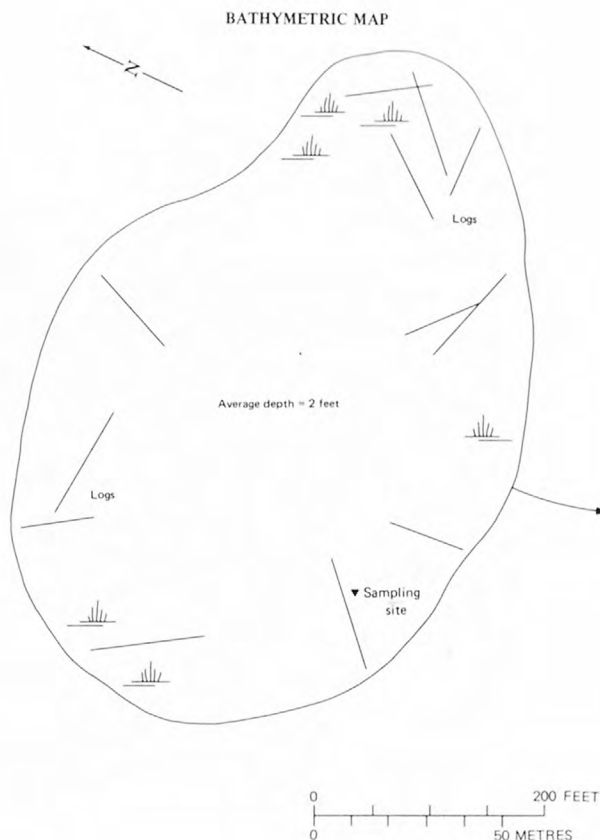 BATHYMETRIC MAP
N
Logs
Average depth = 2 feet
Logs
Sampling
site
0 200 FEET
0 50 METRES